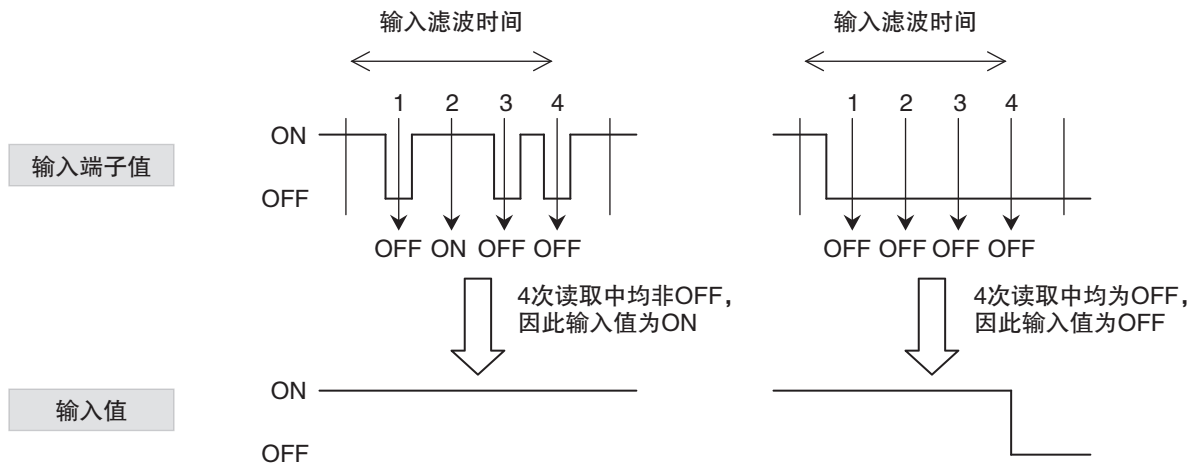 输入滤波时间
输入滤波时间
1 2 3 4
1 2 3 4
ON
输入端子值
OFF
OFF ON OFF OFF
OFF OFF OFF OFF
4次读取中均非OFF，
因此输入值为ON
4次读取中均为OFF，
因此输入值为OFF
ON
输入值
OFF